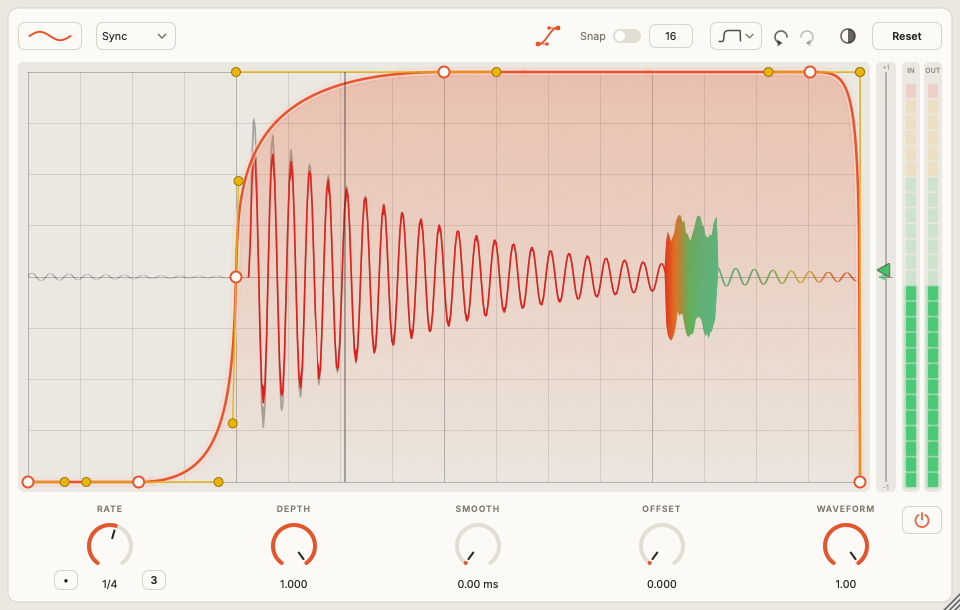 Sync
Snap
16
Reset
+1
IN
OUT
-1
RATE
DEPTH
SMOOTH
OFFSET
WAVEFORM
1/4
3
1.000
0.00 ms
0.000
1.00